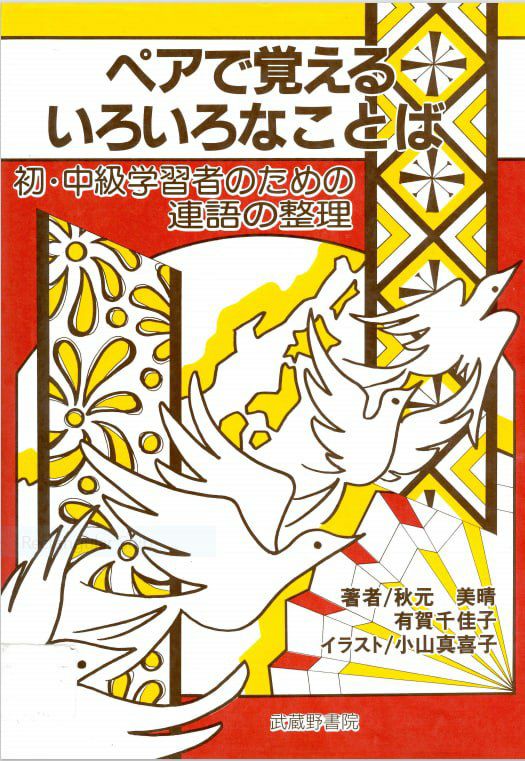 ペアで覚える
いろいろなことば
初・中級学習者のための
連語の整理
著者/秋元 美晴
有賀千佳子
イラスト/小山真喜子
武蔵野書院